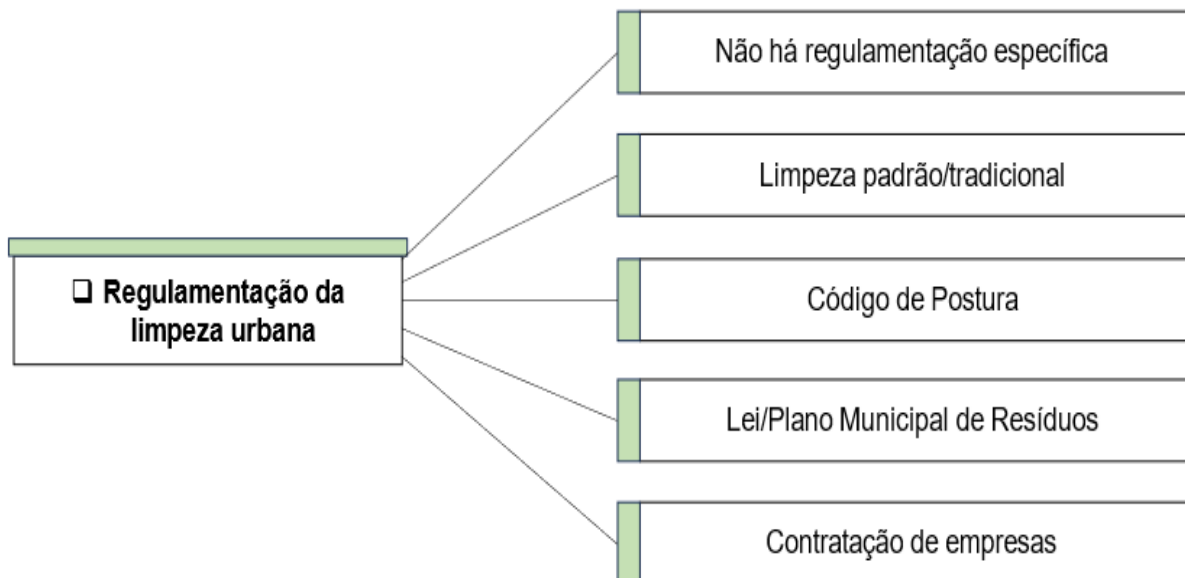 Não há regulamentação específica
Limpeza padrão/tradicional
❑ Regulamentação da
limpeza urbana
Código de Postura
Lei/Plano Municipal de Resíduos
Contratação de empresas